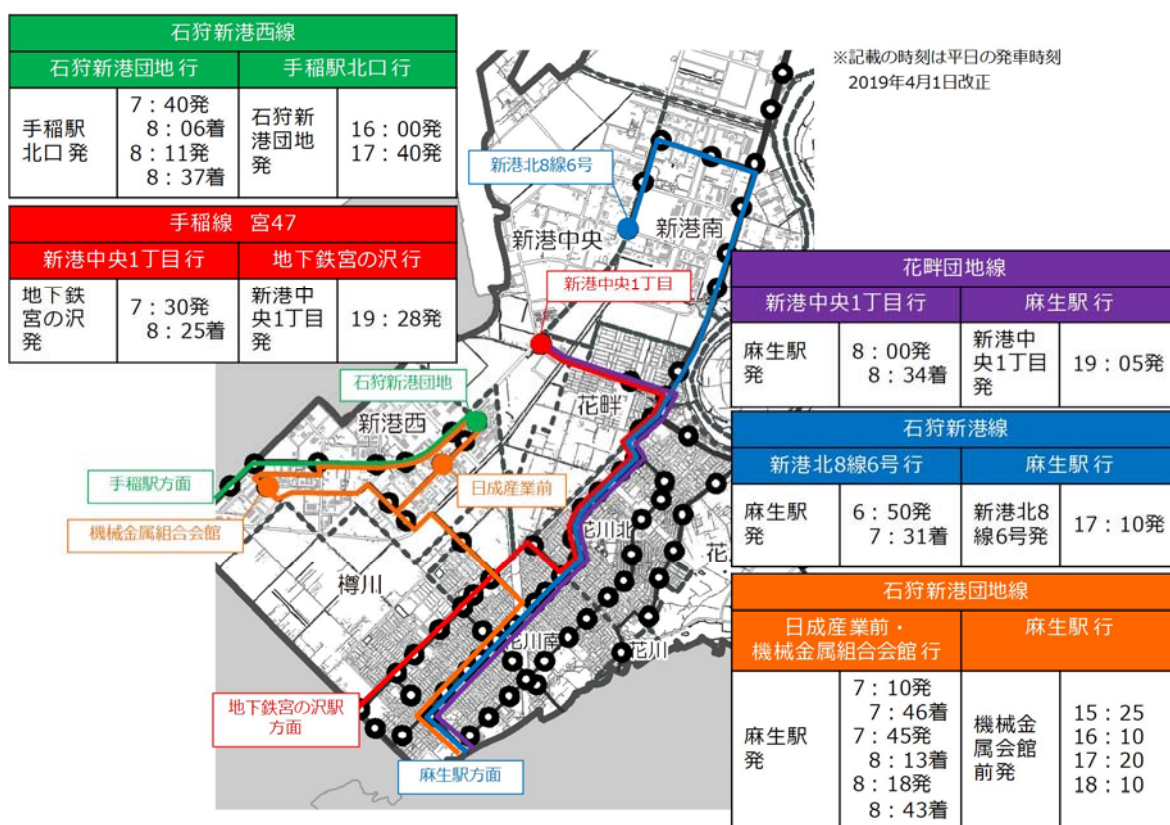 石狩新港西線
石狩新港団地 行
手稲駅北口 行
手稲駅
北口 発
7：40発
8：06着
8：11発
8：37着
石狩新
港団地
発
16：00発
17：40発
手稲線 宮47
新港中央1丁目 行
地下鉄宮の沢 行
地下鉄
宮の沢
発
7：30発
8：25着
新港中
央1丁目
発
19：28発
※記載の時刻は平日の発車時刻
2019年4月1日改正
新港北8線6号
新港南
新港中央
新港中央1丁目
石狩新港団地
花畔
新港西
手稲駅方面
日成産業前
機械金属組合会館
花川北
樽川
花川南
花川
地下鉄宮の沢駅
方面
麻生駅方面
花畔団地線
新港中央1丁目 行
麻生駅 行
麻生駅
発
8：00発
8：34着
新港中
央1丁目
発
19：05発
石狩新港線
新港北8線6号 行
麻生駅 行
麻生駅
発
6：50発
7：31着
新港北8
線6号発
17：10発
石狩新港団地線
日成産業前・
機械金属組合会館 行
麻生駅 行
麻生駅
発
7：10発
7：46着
7：45発
8：13着
8：18発
8：43着
機械金
属会館
前発
15：25
16：10
17：20
18：10